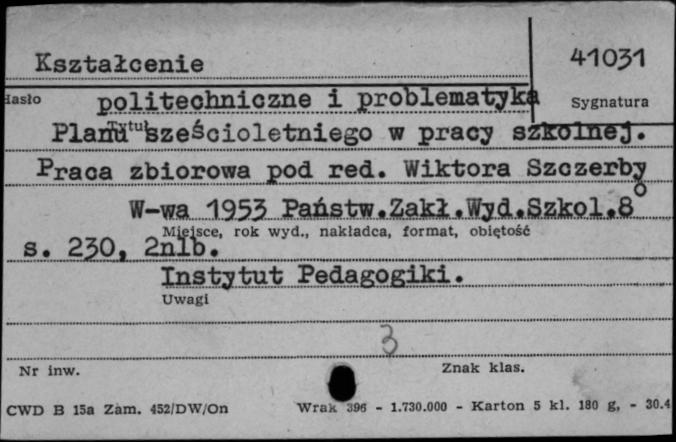 Kształcenie
41031
Hasło
politechniczne i problematyka
Sygnatura
Tytuł
Planu sześcioletniego w pracy szkolnej.
Praca zbiorowa pod red. Wiktora Szczerby
W-wa 1953 Państw.Zakł.Wyd.Szkol.8°
Miejsce, rok wyd., nakładca, format, objętość
s. 230, 2nlb.
Instytut Pedagogiki.
Uwagi
3
Nr inw.
Znak klas.
CWD B 15a Zam. 452/DW/On
Wrak 396 - 1.730.000 - Karton 5 kl. 180 g, - 30.4